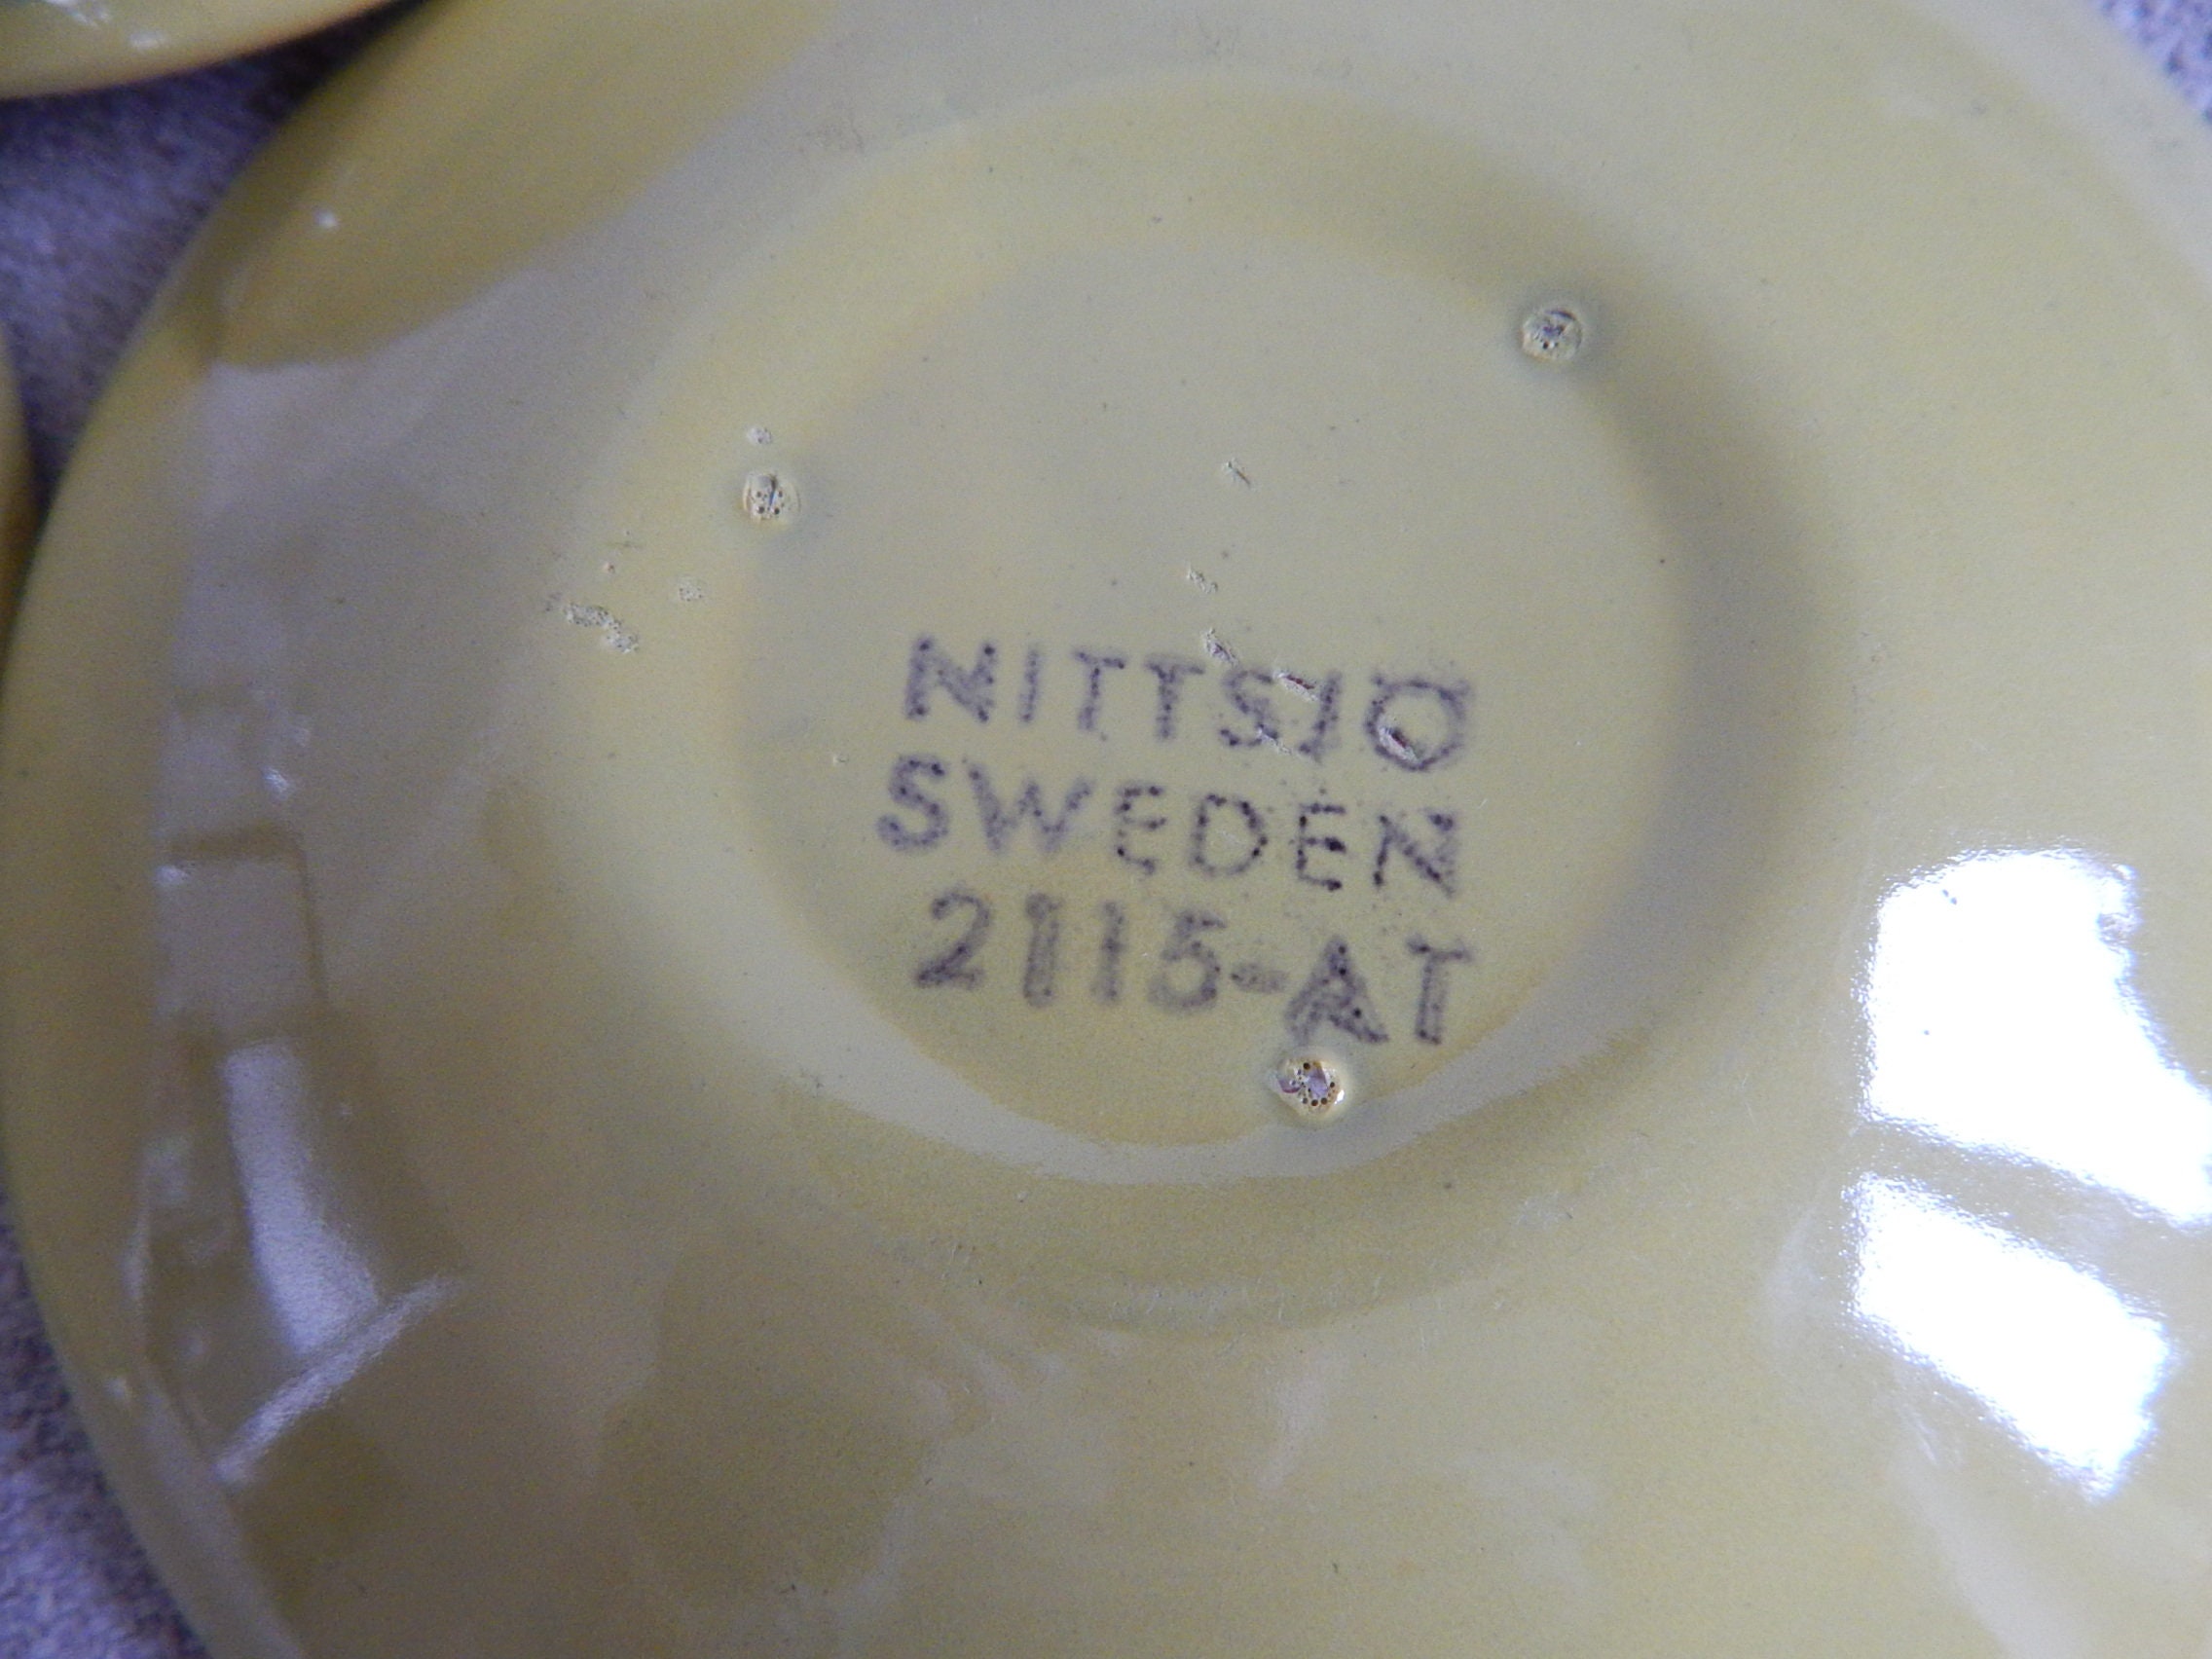 NITTSJÖ
SWEDEN
2115-AT